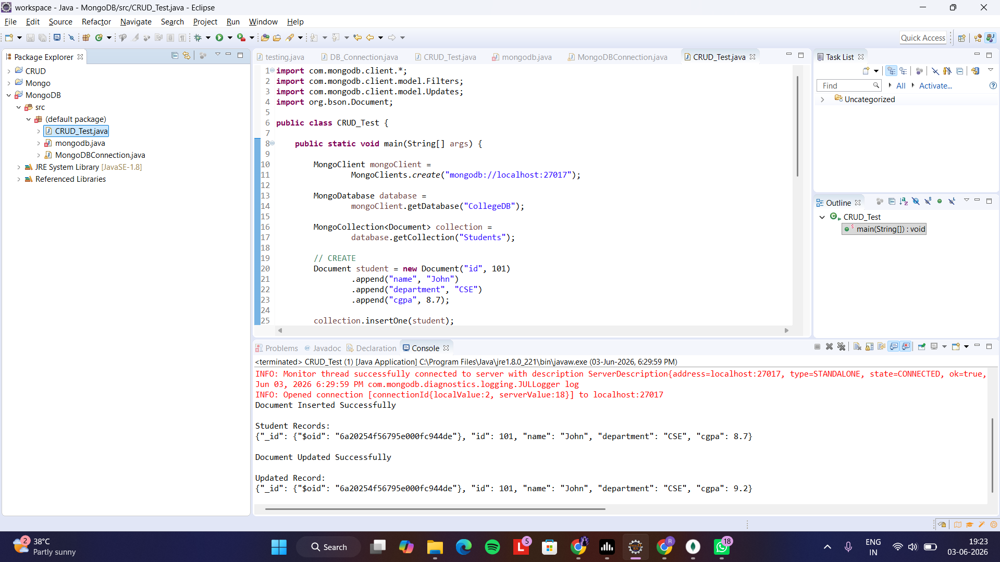 workspace - Java - MongoDB/src/CRUD_Test.java - Eclipse
File Edit Source Refactor Navigate Search Project Run Window Help
Quick Access
Package Explorer
CRUD
Mongo
MongoDB
src
(default package)
CRUD_Test.java
mongodb.java
MongoDBConnection.java
JRE System Library [JavaSE-1.8]
Referenced Libraries
testing.java DB_Connection.java CRUD_Test.java mongodb.java MongoDBConnection.java CRUD_Test.java
1 import com.mongodb.client.*;
2 import com.mongodb.client.model.Filters;
3 import com.mongodb.client.model.Updates;
4 import org.bson.Document;
5
6 public class CRUD_Test {
7
8 public static void main(String[] args) {
9
10 MongoClient mongoClient =
11 MongoClients.create("mongodb://localhost:27017");
12
13 MongoDatabase database =
14 mongoClient.getDatabase("CollegeDB");
15
16 MongoCollection<Document> collection =
17 database.getCollection("Students");
18
19 // CREATE
20 Document student = new Document("id", 101)
21 .append("name", "John")
22 .append("department", "CSE")
23 .append("cgpa", 8.7);
24
25 collection.insertOne(student);
Task List
Find All Activate...
Uncategorized
Outline
CRUD_Test
main(String[]) : void
Problems Javadoc Declaration Console
<terminated> CRUD_Test (1) [Java Application] C:\Program Files\Java\jre1.8.0_221\bin\javaw.exe (03-Jun-2026, 6:29:59 PM)
INFO: Monitor thread successfully connected to server with description ServerDescription{address=localhost:27017, type=STANDALONE, state=CONNECTED, ok=true,
Jun 03, 2026 6:29:59 PM com.mongodb.diagnostics.logging.JULLogger log
INFO: Opened connection [connectionId{localValue:2, serverValue:18}] to localhost:27017
Document Inserted Successfully
Student Records:
{"_id": {"$oid": "6a20254f56795e000fc944de"}, "id": 101, "name": "John", "department": "CSE", "cgpa": 8.7}
Document Updated Successfully
Updated Record:
{"_id": {"$oid": "6a20254f56795e000fc944de"}, "id": 101, "name": "John", "department": "CSE", "cgpa": 9.2}
2
38°C
Partly sunny
Search
L 5
R
18
ENG
IN
19:23
03-06-2026